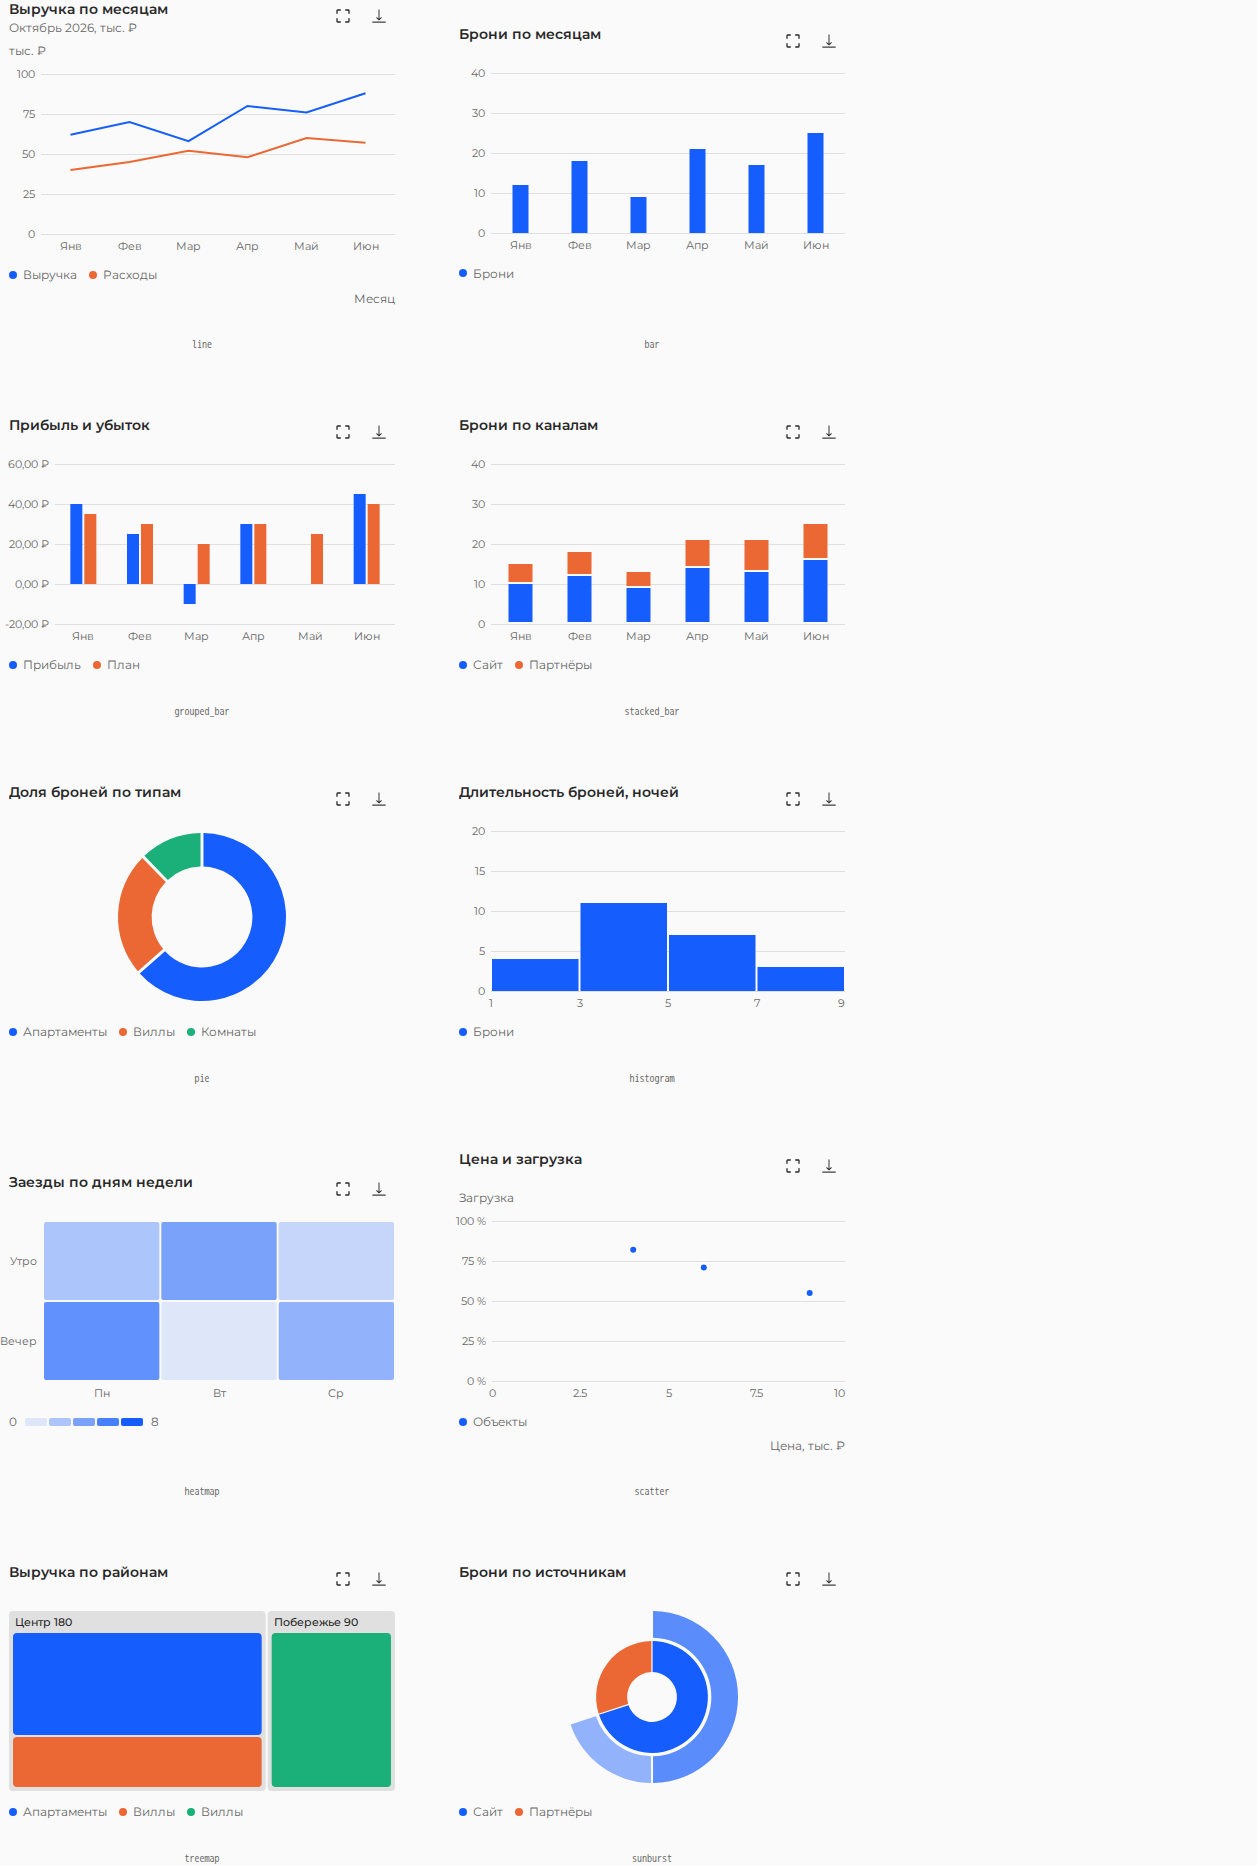 Выручка по месяцам
Октябрь 2026, тыс. ₽
тыс. ₽
100
75
50
25
0
Янв Фев Мар Апр Май Июн
Выручка Расходы
Месяц
line
Брони по месяцам
40
30
20
10
0
Янв Фев Мар Апр Май Июн
Брони
bar
Прибыль и убыток
60,00 ₽
40,00 ₽
20,00 ₽
0,00 ₽
-20,00 ₽
Янв Фев Мар Апр Май Июн
Прибыль План
grouped_bar
Брони по каналам
40
30
20
10
0
Янв Фев Мар Апр Май Июн
Сайт Партнёры
stacked_bar
Доля броней по типам
Апартаменты Виллы Комнаты
pie
Длительность броней, ночей
20
15
10
5
0
1 3 5 7 9
Брони
histogram
Заезды по дням недели
Утро
Вечер
Пн Вт Ср
0 8
heatmap
Цена и загрузка
Загрузка
100 %
75 %
50 %
25 %
0 %
0 2.5 5 7.5 10
Объекты
Цена, тыс. ₽
scatter
Выручка по районам
Центр 180 Побережье 90
Апартаменты Виллы Виллы
treemap
Брони по источникам
Сайт Партнёры
sunburst